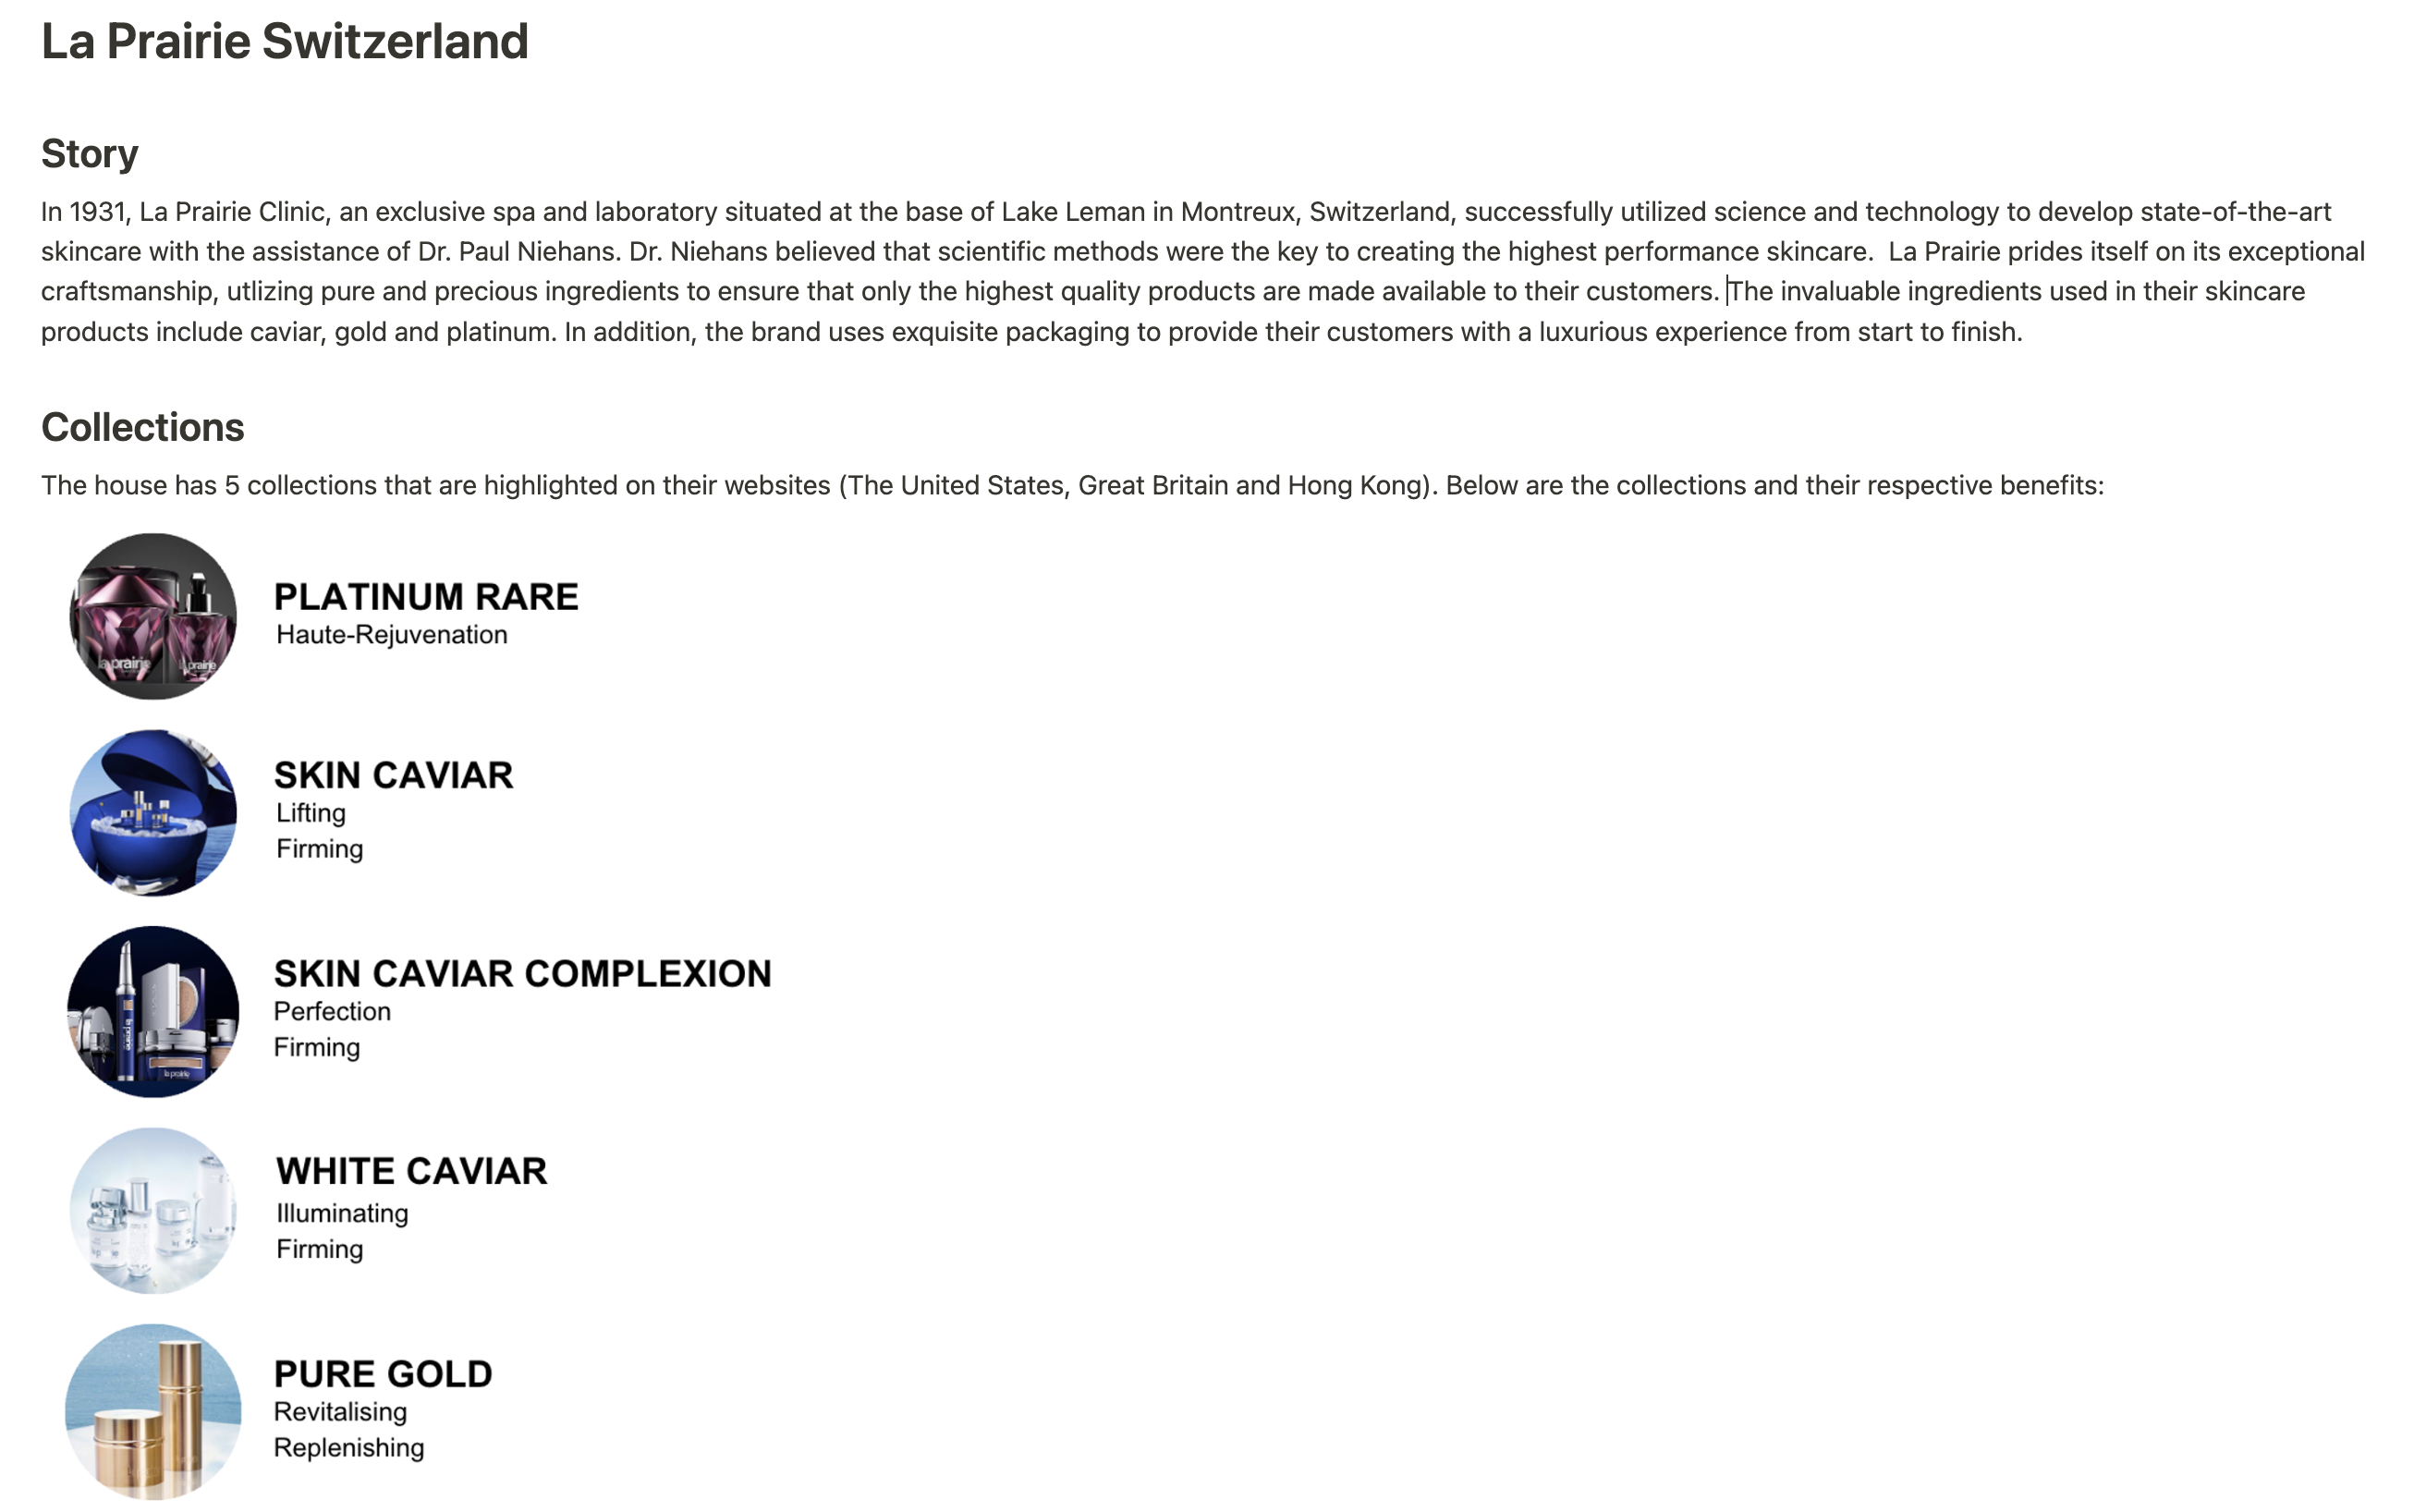 La Prairie Switzerland
Story
In 1931, La Prairie Clinic, an exclusive spa and laboratory situated at the base of Lake Leman in Montreux, Switzerland, successfully utilized science and technology to develop state-of-the-art
skincare with the assistance of Dr. Paul Niehans. Dr. Niehans believed that scientific methods were the key to creating the highest performance skincare.  La Prairie prides itself on its exceptional
craftsmanship, utlizing pure and precious ingredients to ensure that only the highest quality products are made available to their customers. The invaluable ingredients used in their skincare
products include caviar, gold and platinum. In addition, the brand uses exquisite packaging to provide their customers with a luxurious experience from start to finish.
Collections
The house has 5 collections that are highlighted on their websites (The United States, Great Britain and Hong Kong). Below are the collections and their respective benefits:
la prairie
la prairie
PLATINUM RARE
Haute-Rejuvenation
SKIN CAVIAR
Lifting
Firming
la prairie
la prairie
SKIN CAVIAR COMPLEXION
Perfection
Firming
WHITE CAVIAR
Illuminating
Firming
PURE GOLD
Revitalising
Replenishing